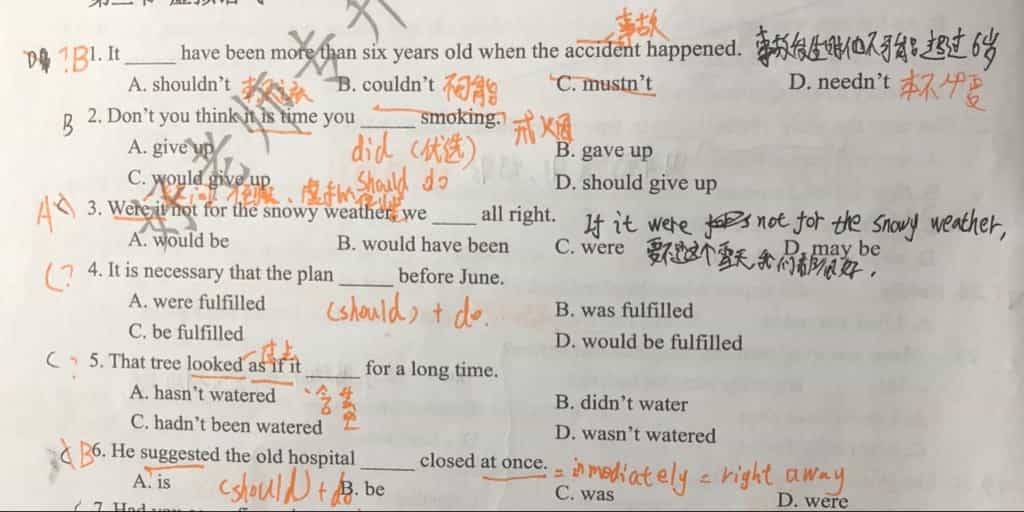 事故
?B 1. It _____ have been more than six years old when the accident happened. 事故发生时他不可能超过6岁
A. shouldn't 本不该 B. couldn't 不可能 C. mustn't D. needn't 本不必要
B 2. Don't you think it is time you _____ smoking? 戒
A. give up did (优选) B. gave up
C. would give up should do D. should give up
A 3. Were it not for the snowy weather, we _____ all right. If it were not for the snowy weather,
A. would be B. would have been C. were D. may be
要不是这个雪天,我们都很好.
C? 4. It is necessary that the plan _____ before June.
A. were fulfilled (should) + do. B. was fulfilled
C. be fulfilled D. would be fulfilled
过去
C ? 5. That tree looked as if it _____ for a long time.
A. hasn't watered B. didn't water
C. hadn't been watered D. wasn't watered
B 6. He suggested the old hospital _____ closed at once. = immodiately = right away
A. is (should) + do B. be C. was D. were